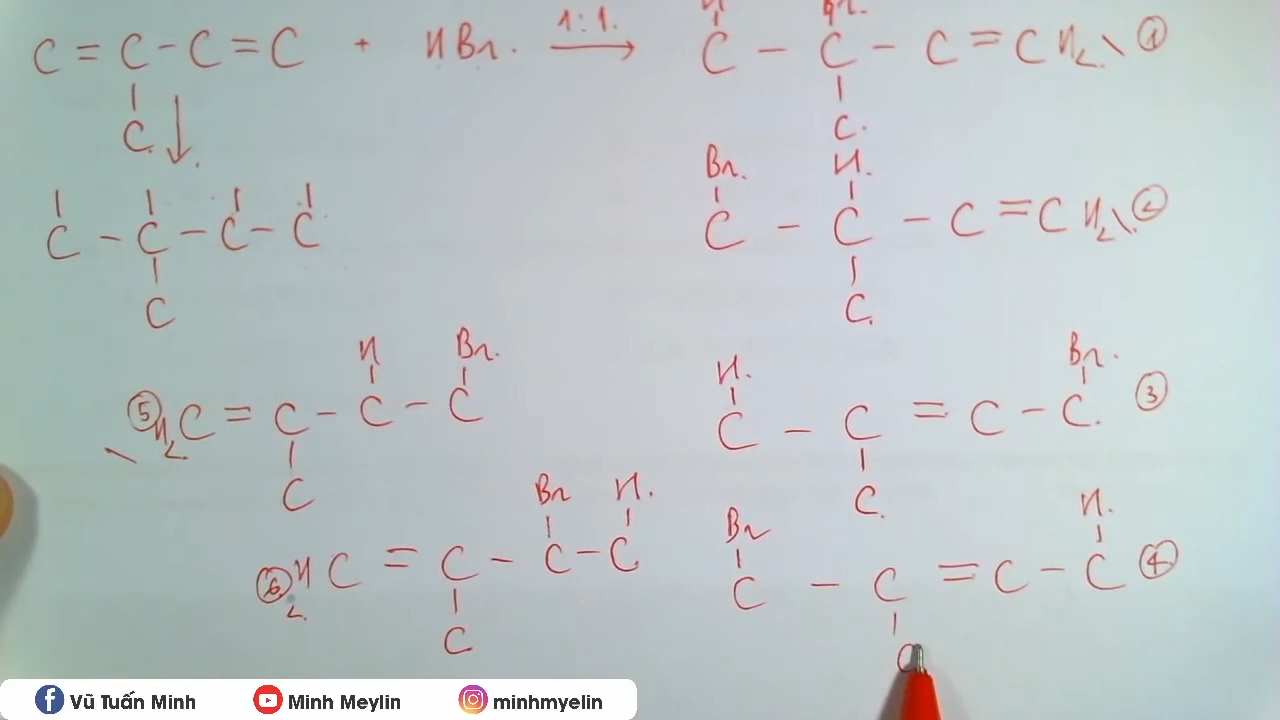 C = C - C = C + HBr. 1:1. → C - C - C = CH2 \ 1
H Br.
C. ↓
C.
Br. H.
C - C - C - C
C - C - C = CH2 \ 2
C
C.
H Br.
5 H2C = C - C - C
C
H. Br.
C - C = C - C. 3
C.
Br H.
6 H2C = C - C - C
C
Br H.
C - C = C - C 4
C
Vũ Tuấn Minh Minh Meylin minhmyelin